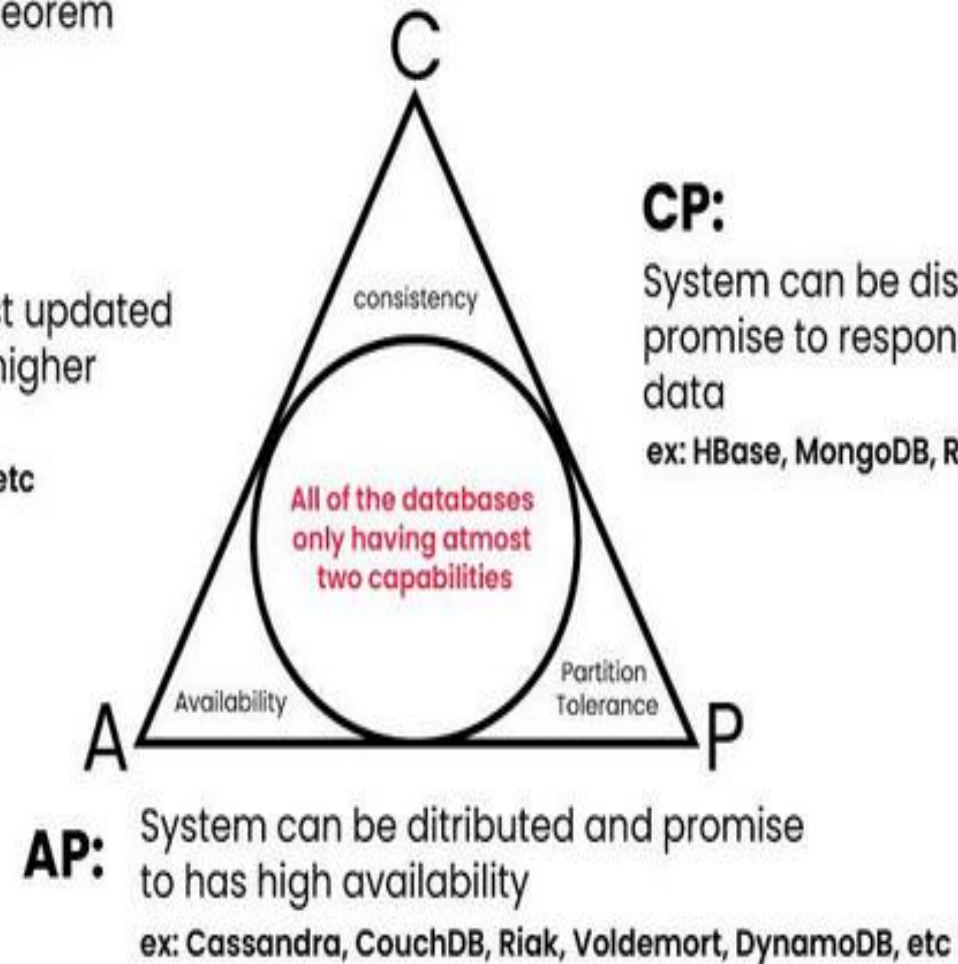 eorem
C
CP:
System can be dis
promise to respon
data
ex: HBase, MongoDB, R
t updated
higher
etc
consistency
All of the databases
only having atmost
two capabilities
Availability
Partition
Tolerance
A
P
AP:
System can be ditributed and promise
to has high availability
ex: Cassandra, CouchDB, Riak, Voldemort, DynamoDB, etc